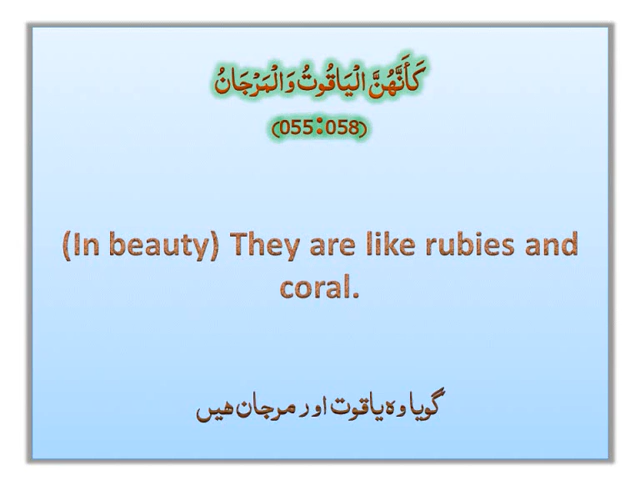 كَأَنَّهُنَّ الْيَاقُوتُ وَالْمَرْجَانُ
(055:058)
(In beauty) They are like rubies and
coral.
گویا وہ یاقوت اور مرجان ھیں